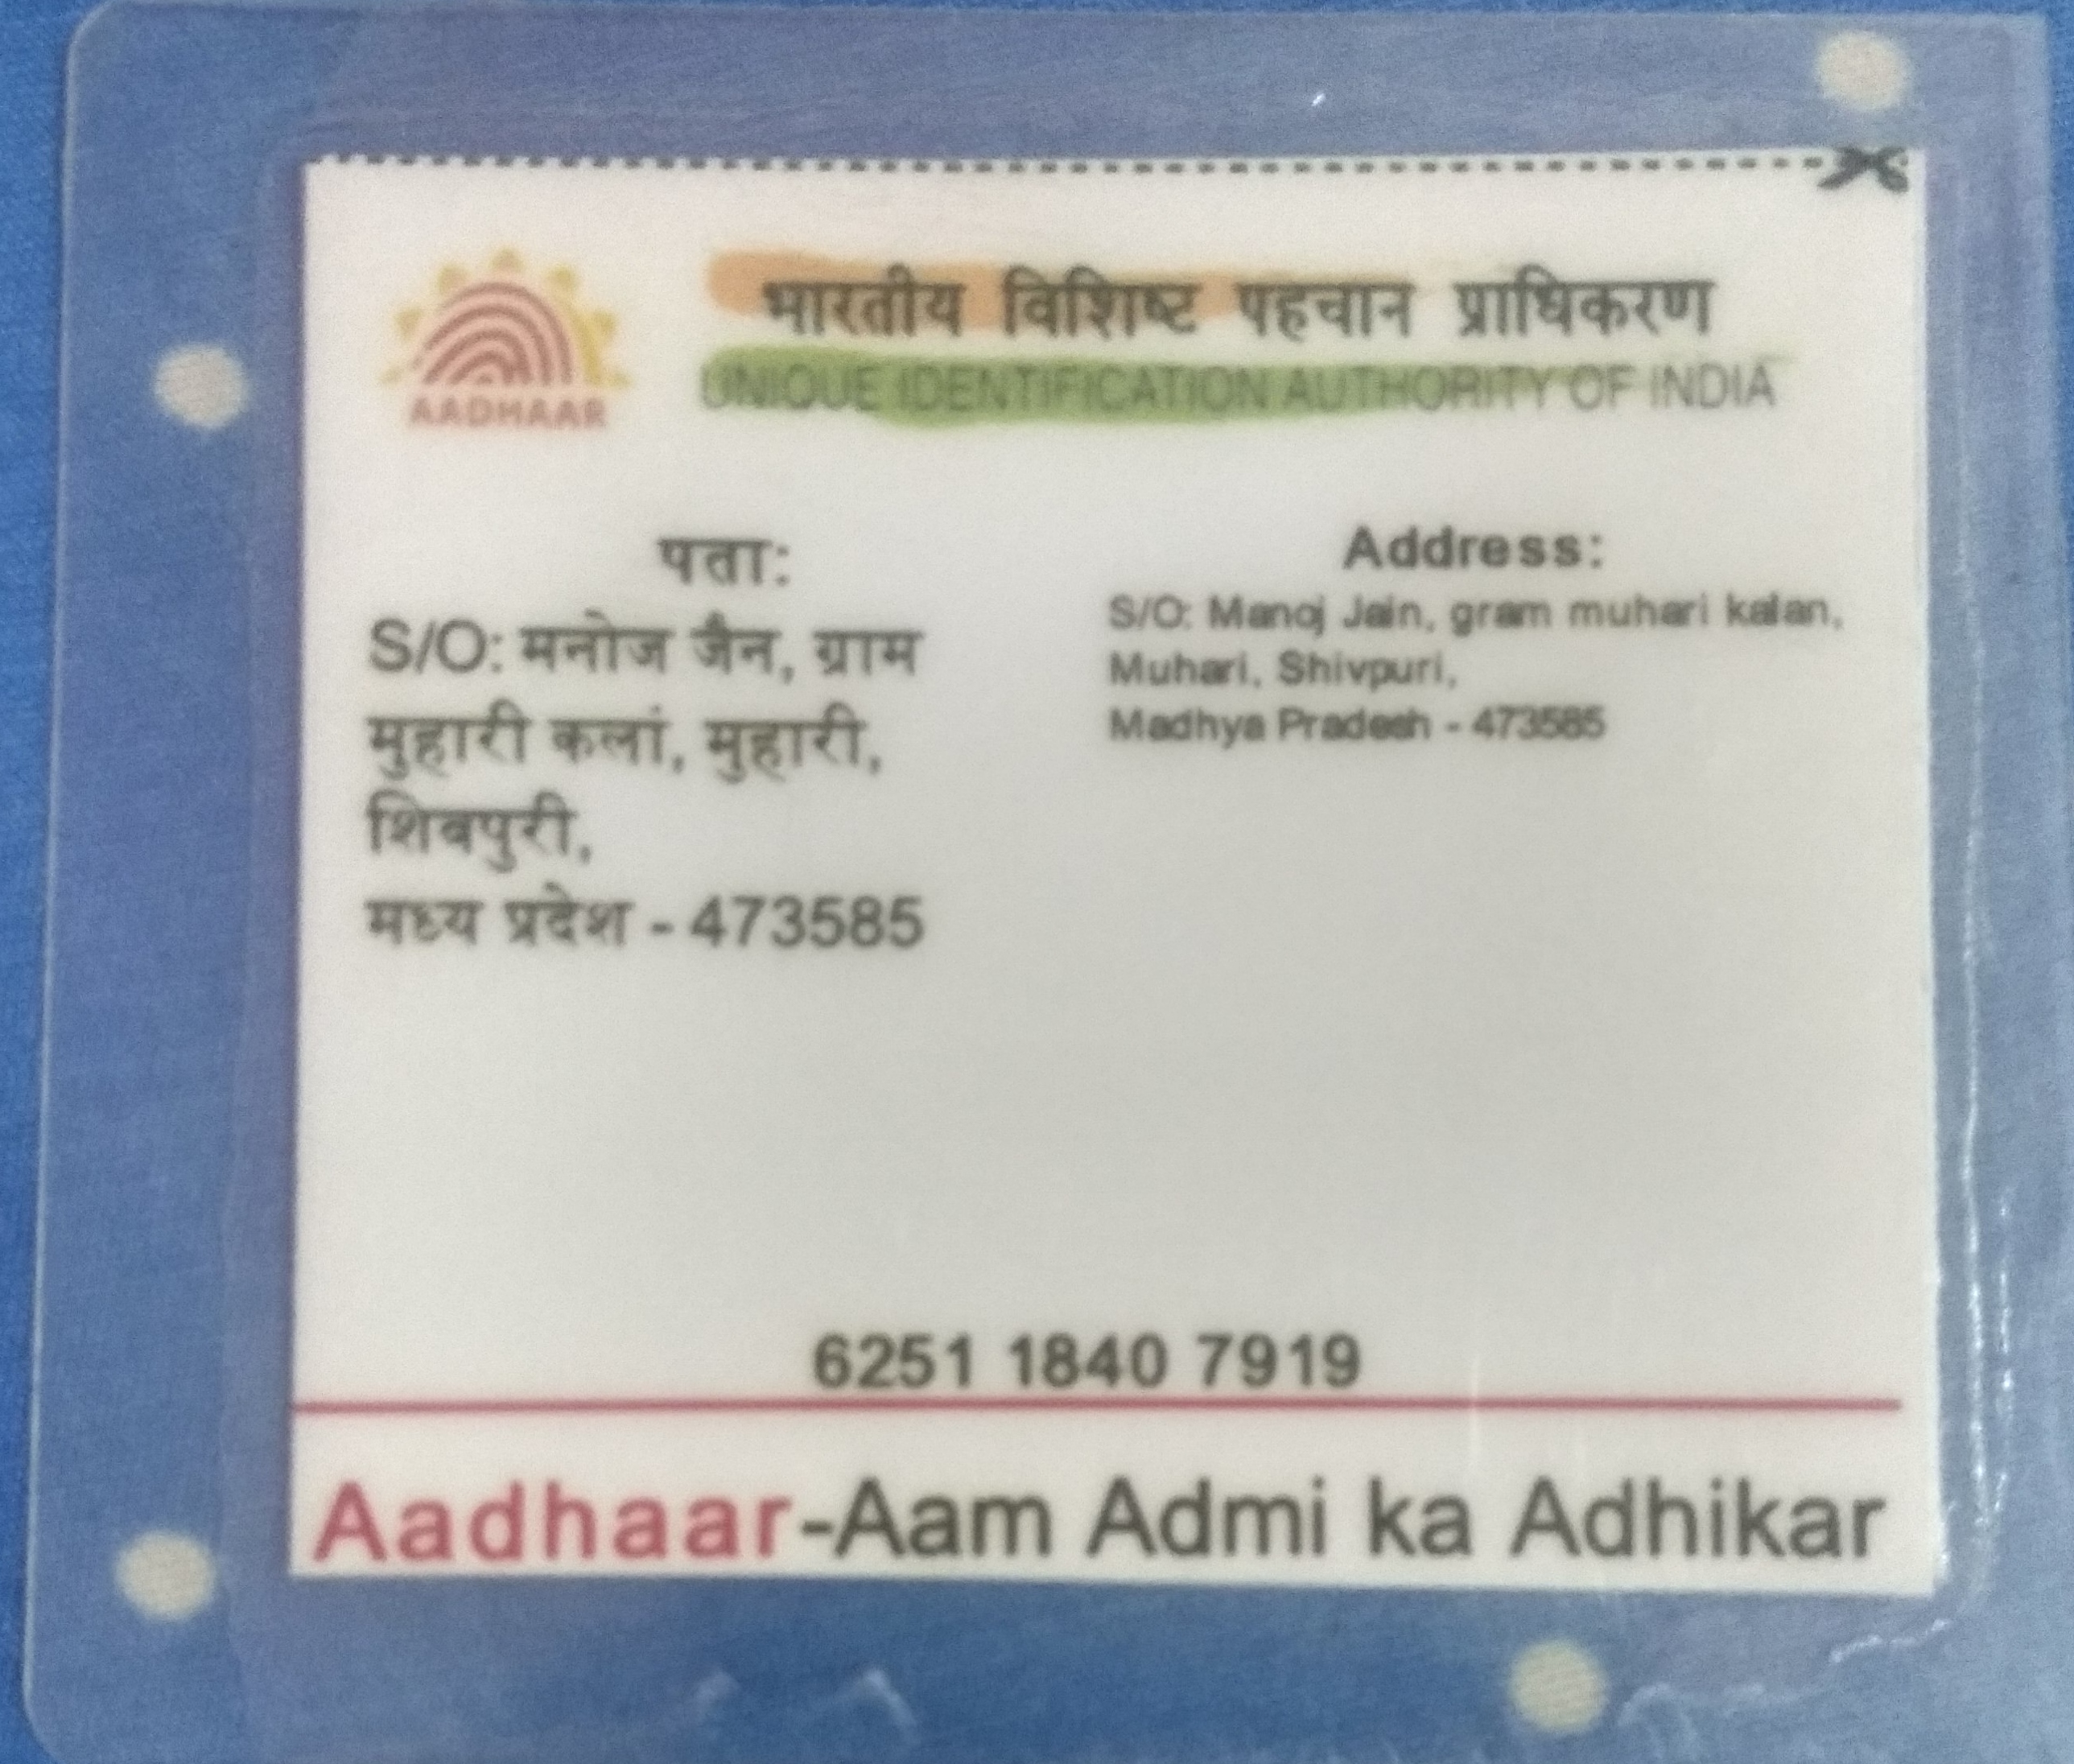 AADHAAR
भारतीय विशिष्ट पहचान प्राधिकरण
UNIQUE IDENTIFICATION AUTHORITY OF INDIA
पता:
S/O: मनोज जैन, ग्राम
मुहारी कलां, मुहारी,
शिवपुरी,
मध्य प्रदेश - 473585
Address:
S/O: Manoj Jain, gram muhari kalan,
Muhari, Shivpuri,
Madhya Pradesh - 473585
6251 1840 7919
Aadhaar-Aam Admi ka Adhikar